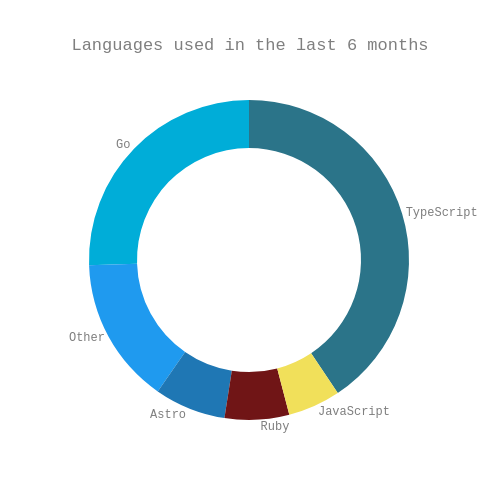 Languages used in the last 6 months
Go
TypeScript
Other
JavaScript
Astro
Ruby